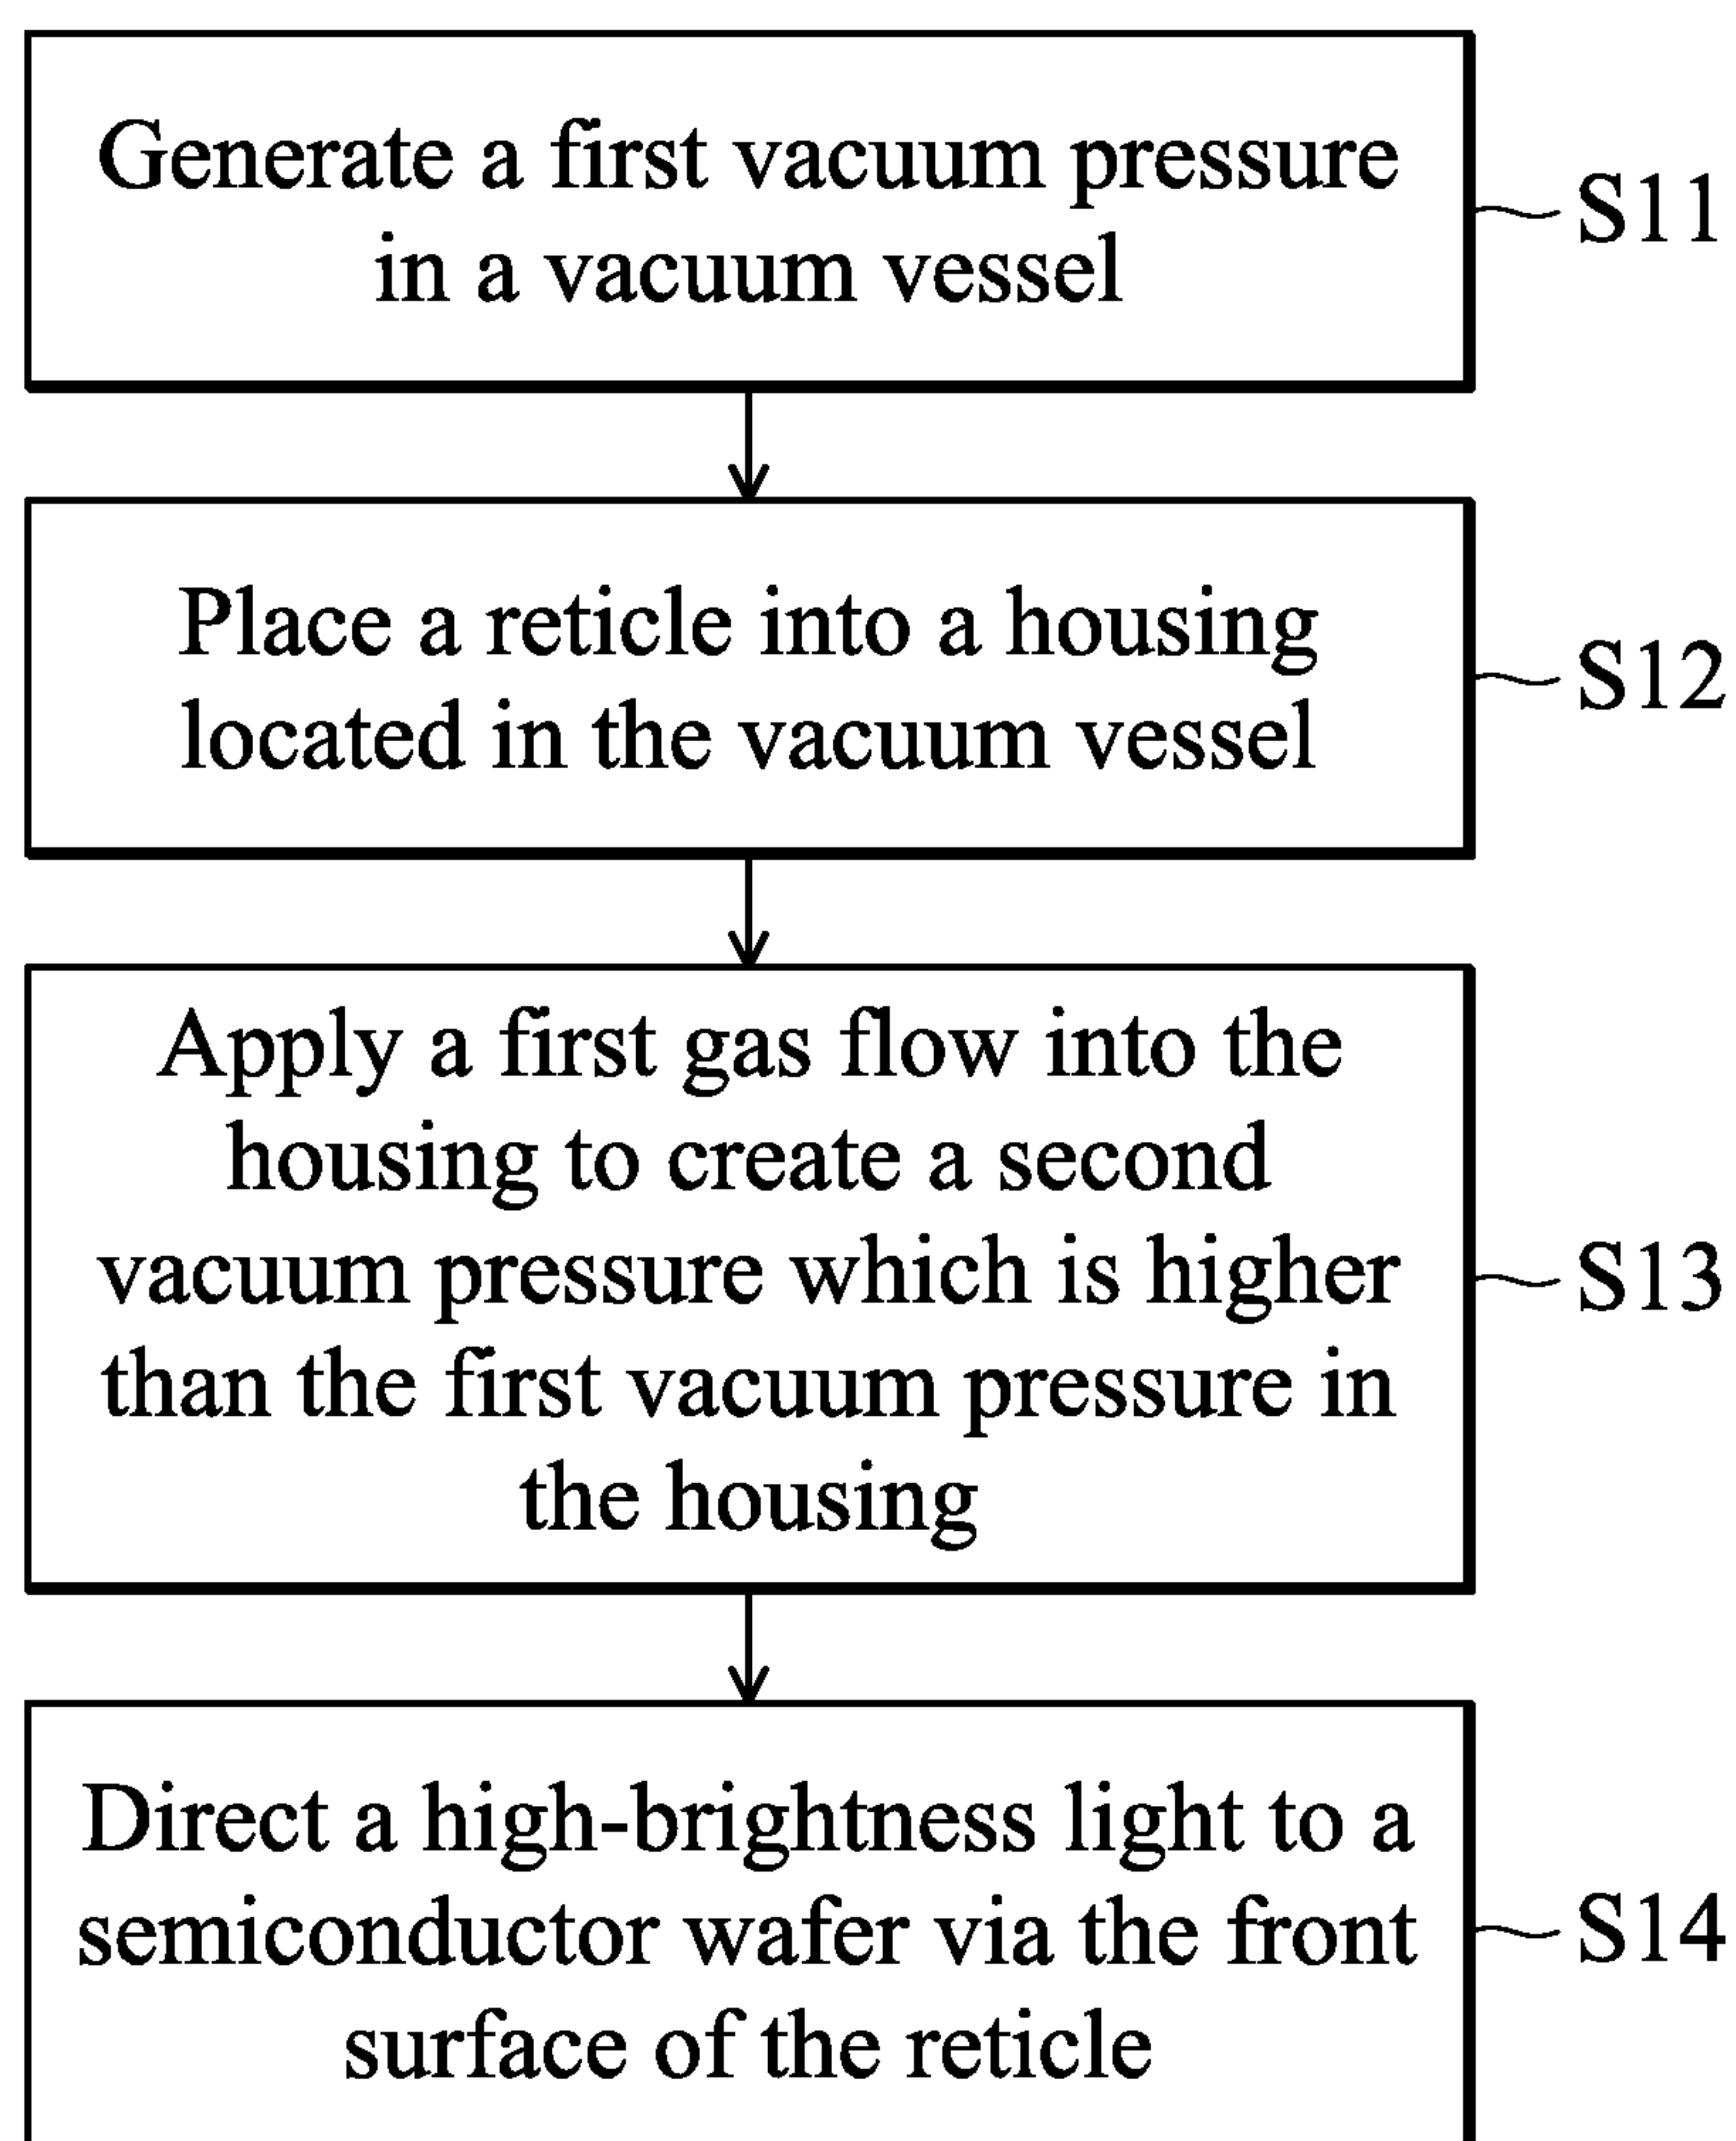 Generate a first vacuum pressure
in a vacuum vessel
S11
Place a reticle into a housing
located in the vacuum vessel
S12
Apply a first gas flow into the
housing to create a second
vacuum pressure which is higher
than the first vacuum pressure in
the housing
S13
Direct a high-brightness light to a
semiconductor wafer via the front
surface of the reticle
S14